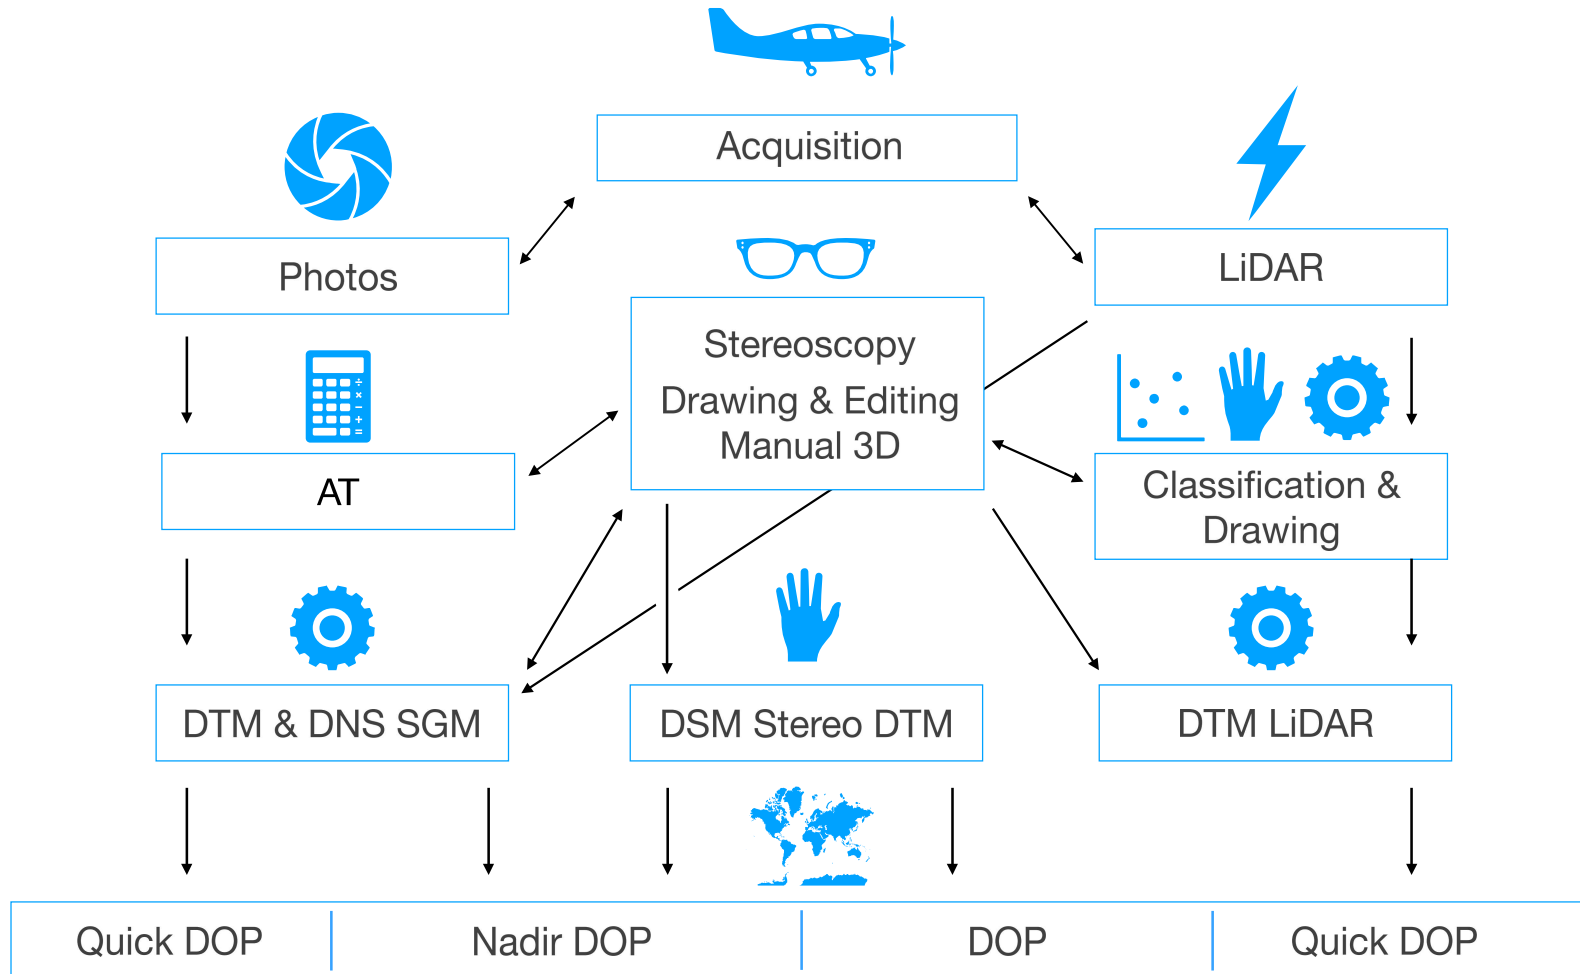 Acquisition
Photos
LiDAR
Stereoscopy
Drawing & Editing
Manual 3D
AT
Classification &
Drawing
DTM & DNS SGM
DSM Stereo DTM
DTM LiDAR
Quick DOP
Nadir DOP
DOP
Quick DOP